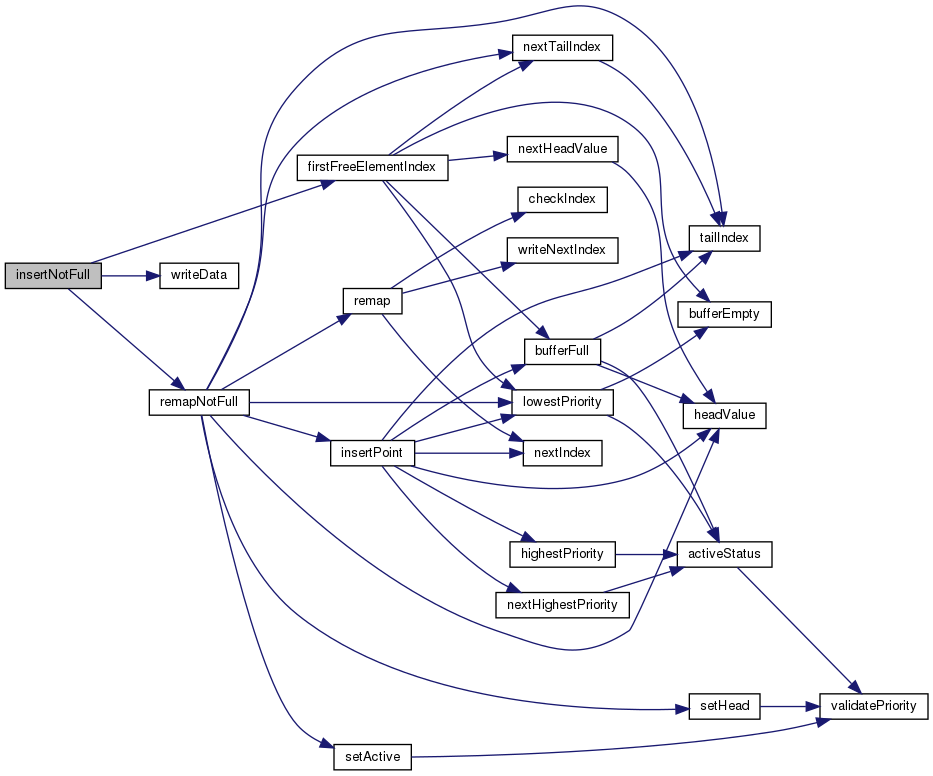 nextTailIndex
nextHeadValue
firstFreeElementIndex
checkIndex
tailIndex
writeNextIndex
insertNotFull
writeData
remap
bufferEmpty
bufferFull
remapNotFull
lowestPriority
headValue
insertPoint
nextIndex
highestPriority
activeStatus
nextHighestPriority
setHead
validatePriority
setActive